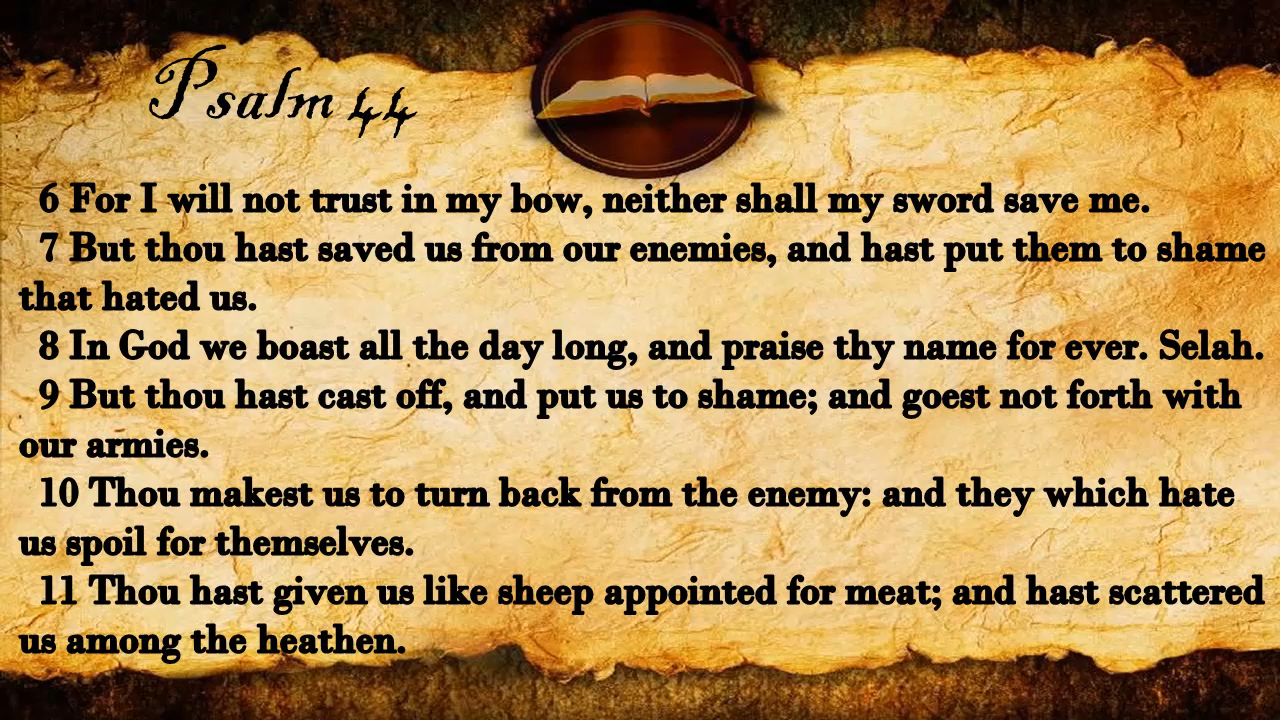 Psalm 44
6 For I will not trust in my bow, neither shall my sword save me.
7 But thou hast saved us from our enemies, and hast put them to shame
that hated us.
8 In God we boast all the day long, and praise thy name for ever. Selah.
9 But thou hast cast off, and put us to shame; and goest not forth with
our armies.
10 Thou makest us to turn back from the enemy: and they which hate
us spoil for themselves.
11 Thou hast given us like sheep appointed for meat; and hast scattered
us among the heathen.